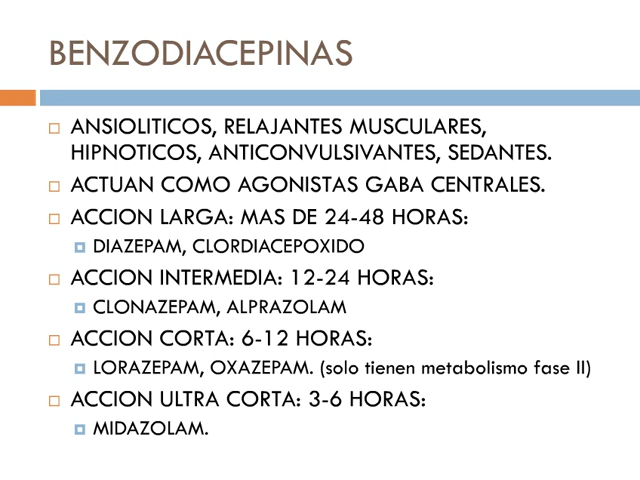 BENZODIACEPINAS
ANSIOLITICOS, RELAJANTES MUSCULARES,
HIPNOTICOS, ANTICONVULSIVANTES, SEDANTES.
ACTUAN COMO AGONISTAS GABA CENTRALES.
ACCION LARGA: MAS DE 24-48 HORAS:
DIAZEPAM, CLORDIACEPOXIDO
ACCION INTERMEDIA: 12-24 HORAS:
CLONAZEPAM, ALPRAZOLAM
ACCION CORTA: 6-12 HORAS:
LORAZEPAM, OXAZEPAM. (solo tienen metabolismo fase II)
ACCION ULTRA CORTA: 3-6 HORAS:
MIDAZOLAM.